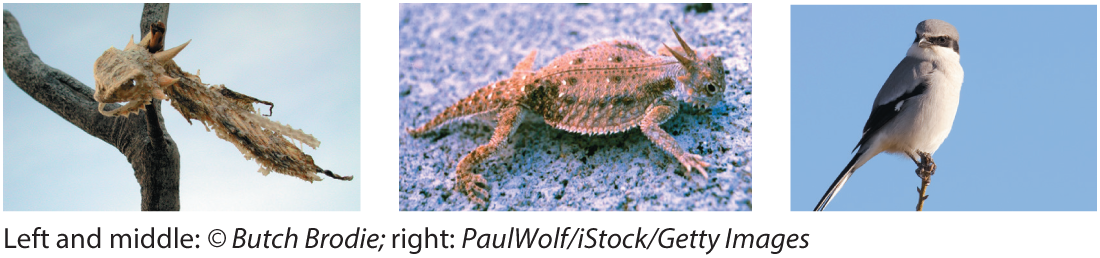 Left and middle: © Butch Brodie; right: PaulWolf/iStock/Getty Images